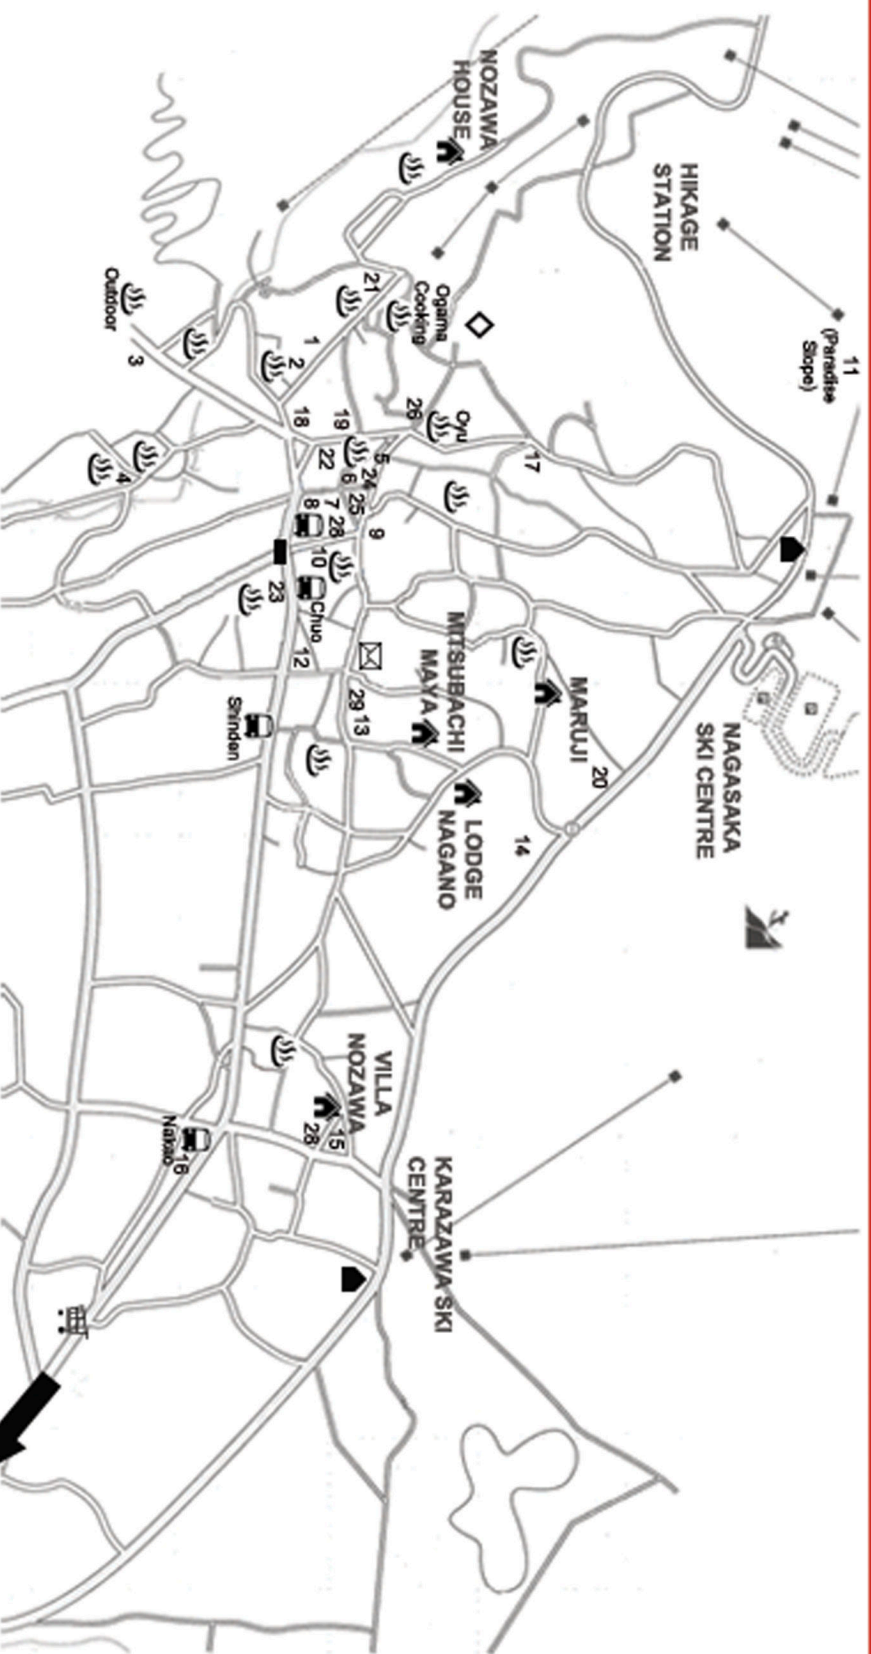 NOZAWA
HOUSE
HIKAGE
STATION
11
(Paradise
Slope)
21
Ogama
Cooking
Outdoor
3
1
2
18
19
26
Oyu
17
22
5
24
6
4
25
7
28
8
9
10
23
Chuo
12
MITSUBACHI
MAYA
MARUJI
20
NAGASAKA
SKI CENTRE
29
13
Shinden
LODGE
NAGANO
14
VILLA
NOZAWA
15
28
Nakao
16
KARAZAWA SKI
CENTRE